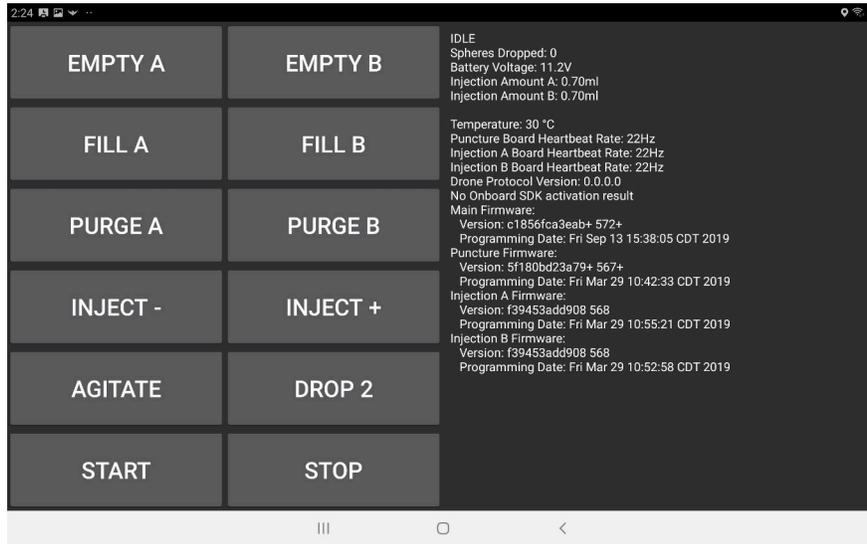 2:24
EMPTY A
EMPTY B
FILL A
FILL B
PURGE A
PURGE B
INJECT -
INJECT +
AGITATE
DROP 2
START
STOP
IDLE
Spheres Dropped: 0
Battery Voltage: 11.2V
Injection Amount A: 0.70ml
Injection Amount B: 0.70ml
Temperature: 30 °C
Puncture Board Heartbeat Rate: 22Hz
Injection A Board Heartbeat Rate: 22Hz
Injection B Board Heartbeat Rate: 22Hz
Drone Protocol Version: 0.0.0.0
No Onboard SDK activation result
Main Firmware:
Version: c1856fca3eab+ 572+
Programming Date: Fri Sep 13 15:38:05 CDT 2019
Puncture Firmware:
Version: 5f180bd23a79+ 567+
Programming Date: Fri Mar 29 10:42:33 CDT 2019
Injection A Firmware:
Version: f39453add908 568
Programming Date: Fri Mar 29 10:55:21 CDT 2019
Injection B Firmware:
Version: f39453add908 568
Programming Date: Fri Mar 29 10:52:58 CDT 2019